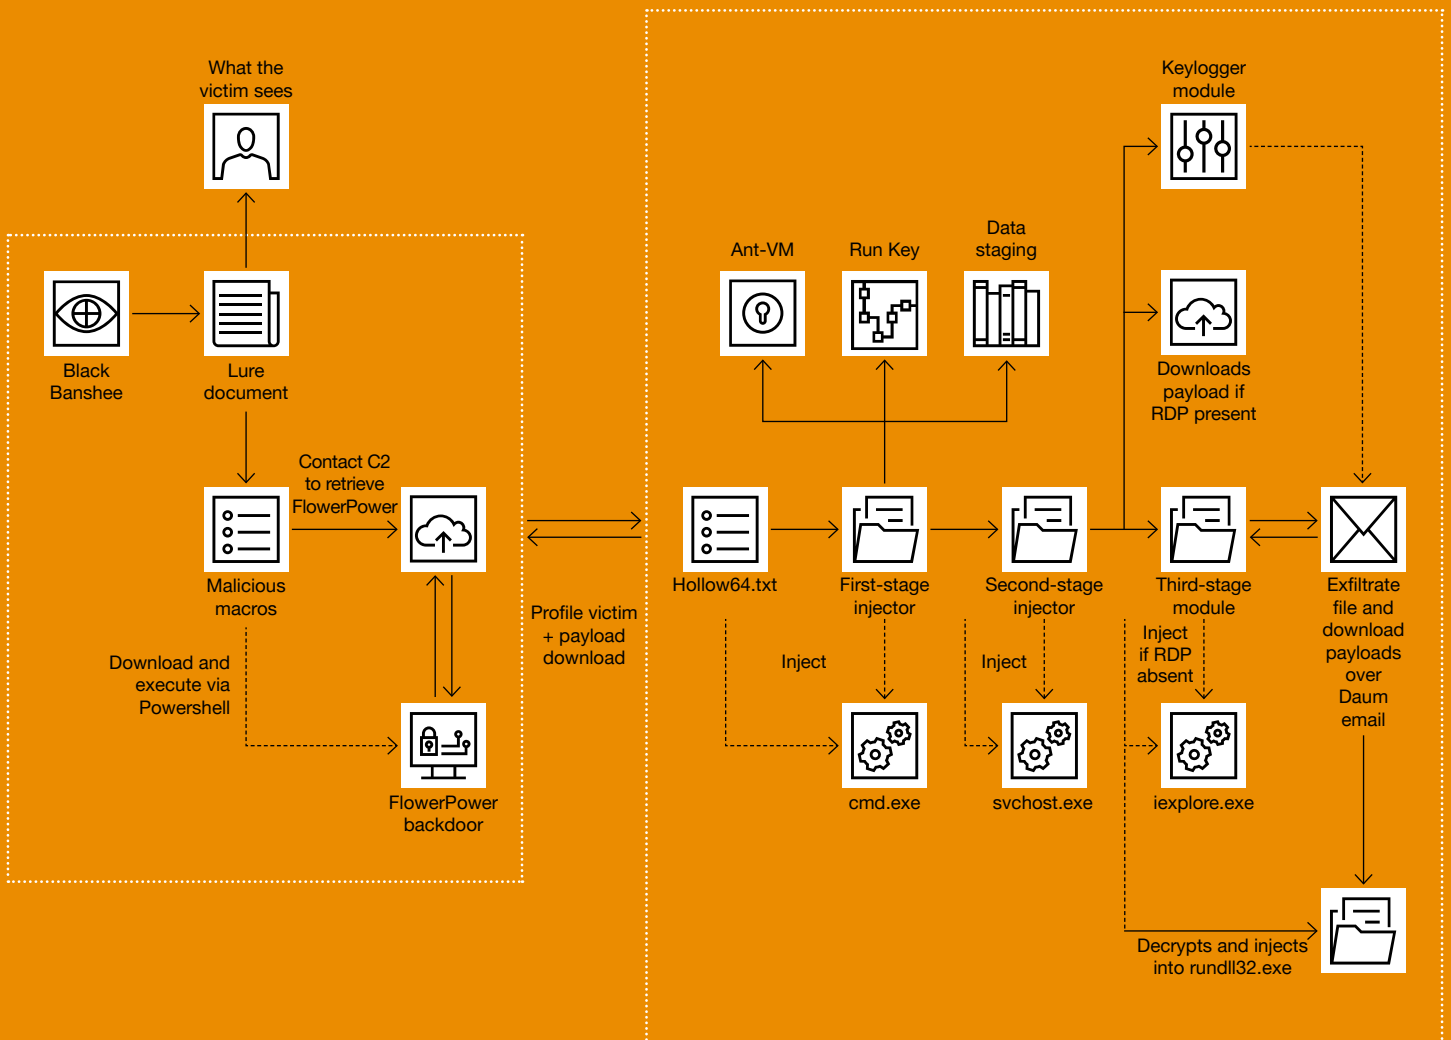 What the
victim sees
Black
Banshee
Lure
document
Contact C2
to retrieve
FlowerPower
Malicious
macros
Download and
execute via
Powershell
FlowerPower
backdoor
Profile victim
+ payload
download
Keylogger
module
Ant-VM
Run Key
Data
staging
Downloads
payload if
RDP present
Hollow64.txt
First-stage
injector
Second-stage
injector
Third-stage
module
Exfiltrate
file and
download
payloads
over
Daum
email
Inject
Inject
Inject
if RDP
absent
cmd.exe
svchost.exe
iexplore.exe
Decrypts and injects
into rundll32.exe